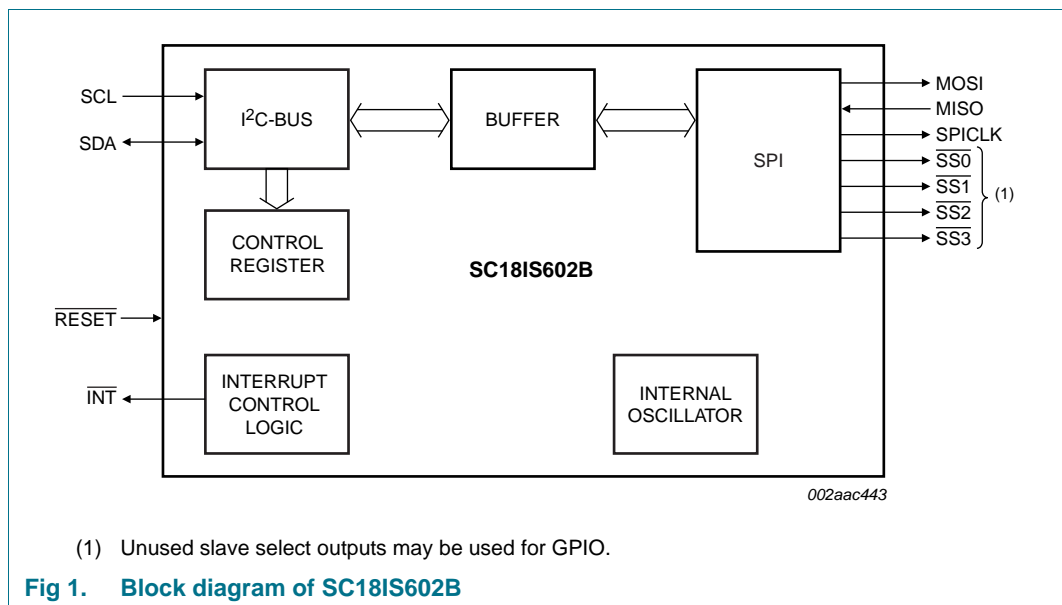 SCL
SDA
I²C-BUS
BUFFER
SPI
MOSI
MISO
SPICLK
SS0
SS1
SS2
SS3
(1)
CONTROL
REGISTER
SC18IS602B
RESET
INT
INTERRUPT
CONTROL
LOGIC
INTERNAL
OSCILLATOR
002aac443
(1) Unused slave select outputs may be used for GPIO.
Fig 1. Block diagram of SC18IS602B